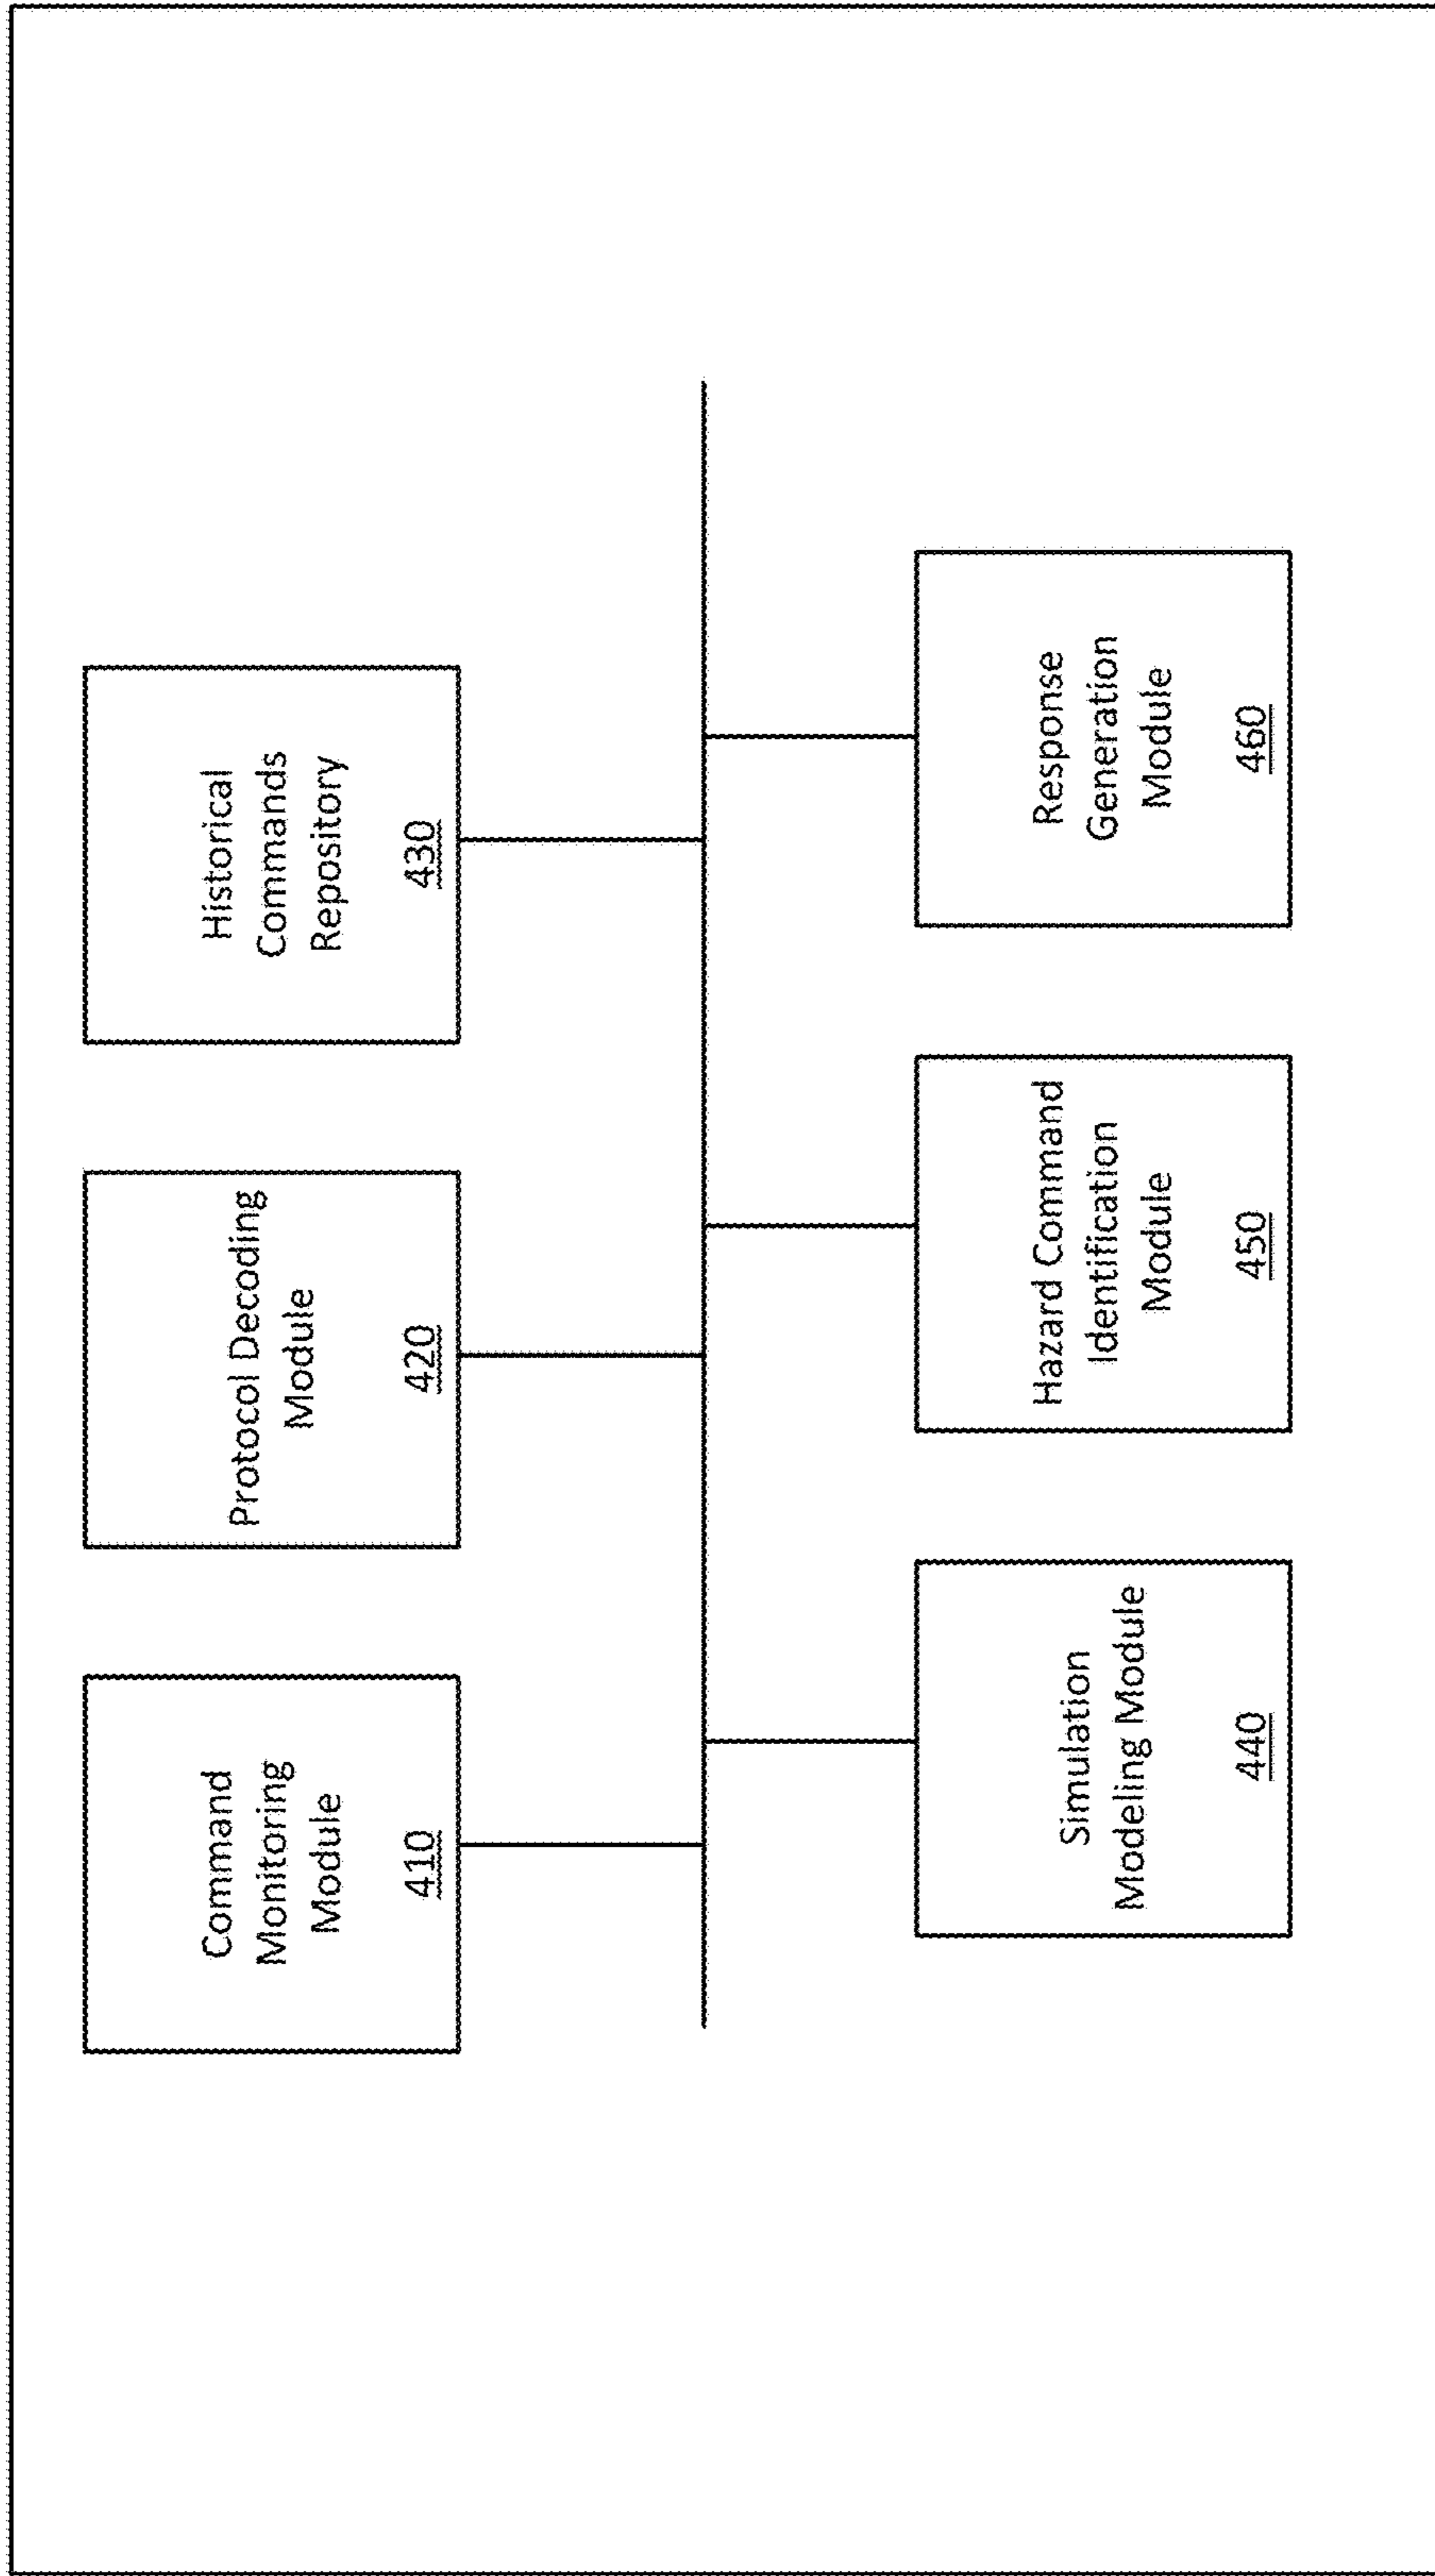 Command
Monitoring
Module
410
Protocol Decoding
Module
420
Historical
Commands
Repository
430
Simulation
Modeling Module
440
Hazard Command
Identification
Module
450
Response
Generation
Module
460